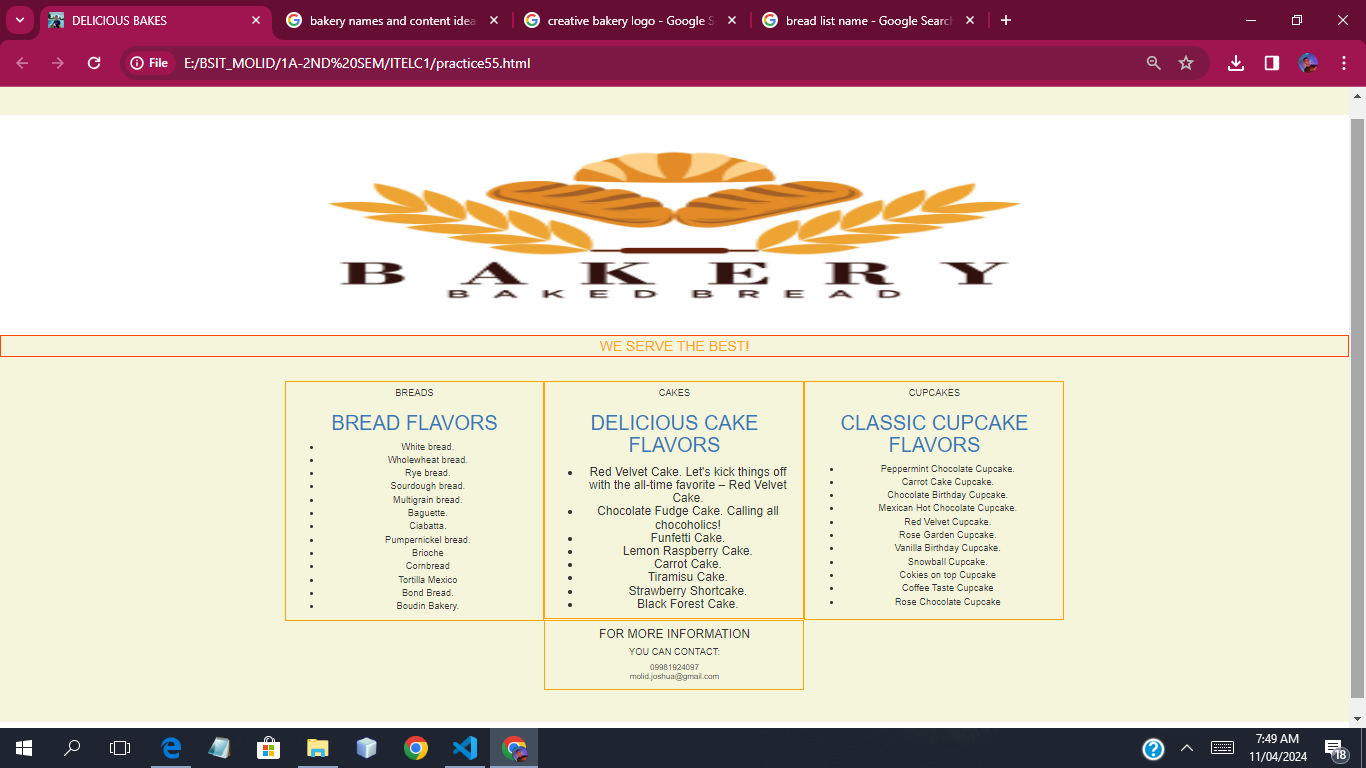 DELICIOUS BAKES
bakery names and content idea
creative bakery logo - Google S
bread list name - Google Search
File
E:/BSIT_MOLID/1A-2ND%20SEM/ITELC1/practice55.html
BAKERY
BAKED BREAD
WE SERVE THE BEST!
BREADS
BREAD FLAVORS
White bread.
Wholewheat bread.
Rye bread.
Sourdough bread.
Multigrain bread.
Baguette.
Ciabatta.
Pumpernickel bread.
Brioche
Cornbread
Tortilla Mexico
Bond Bread.
Boudin Bakery.
CAKES
DELICIOUS CAKE
FLAVORS
Red Velvet Cake. Let's kick things off
with the all-time favorite – Red Velvet
Cake.
Chocolate Fudge Cake. Calling all
chocoholics!
Funfetti Cake.
Lemon Raspberry Cake.
Carrot Cake.
Tiramisu Cake.
Strawberry Shortcake.
Black Forest Cake.
CUPCAKES
CLASSIC CUPCAKE
FLAVORS
Peppermint Chocolate Cupcake.
Carrot Cake Cupcake.
Chocolate Birthday Cupcake.
Mexican Hot Chocolate Cupcake.
Red Velvet Cupcake.
Rose Garden Cupcake.
Vanilla Birthday Cupcake.
Snowball Cupcake.
Cokies on top Cupcake
Coffee Taste Cupcake
Rose Chocolate Cupcake
FOR MORE INFORMATION
YOU CAN CONTACT:
09981924097
molid.joshua@gmail.com
7:49 AM
11/04/2024
18